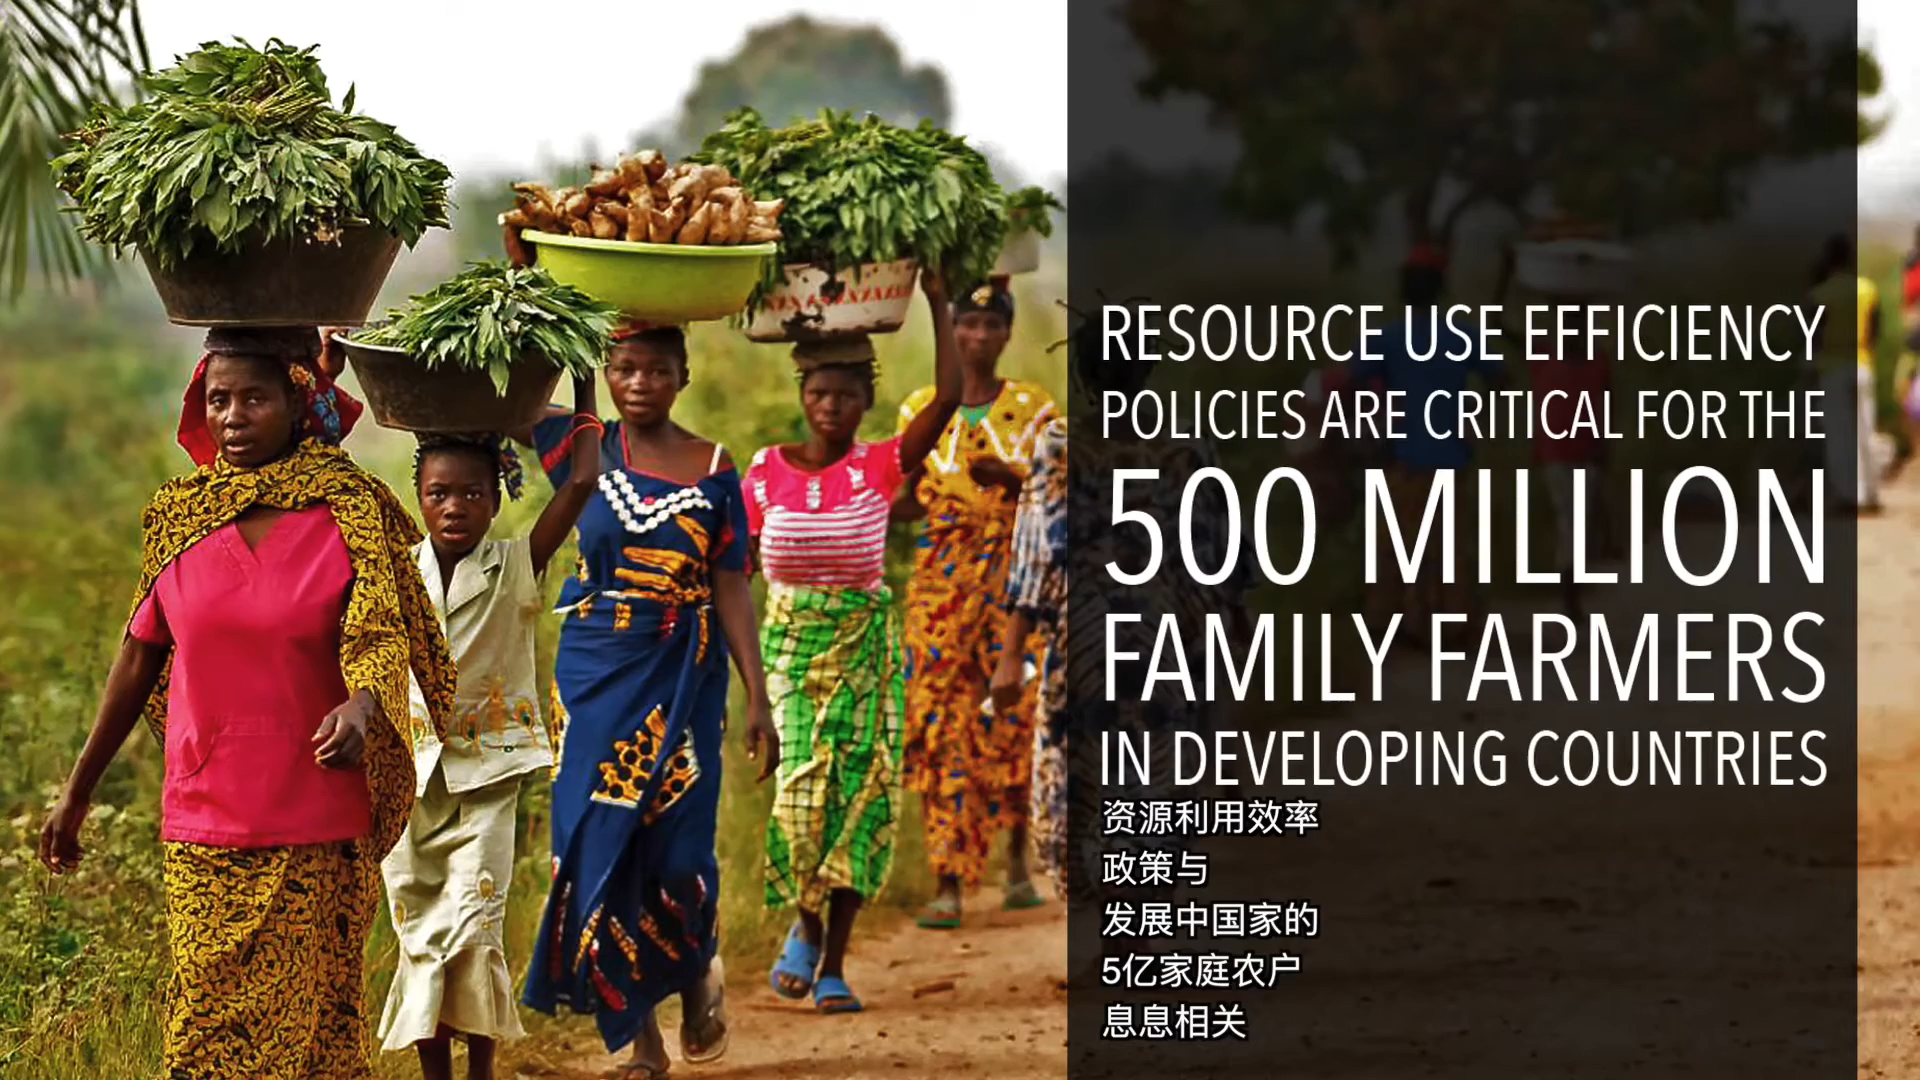 RESOURCE USE EFFICIENCY
POLICIES ARE CRITICAL FOR THE
500 MILLION
FAMILY FARMERS
IN DEVELOPING COUNTRIES
资源利用效率
政策与
发展中国家的
5亿家庭农户
息息相关